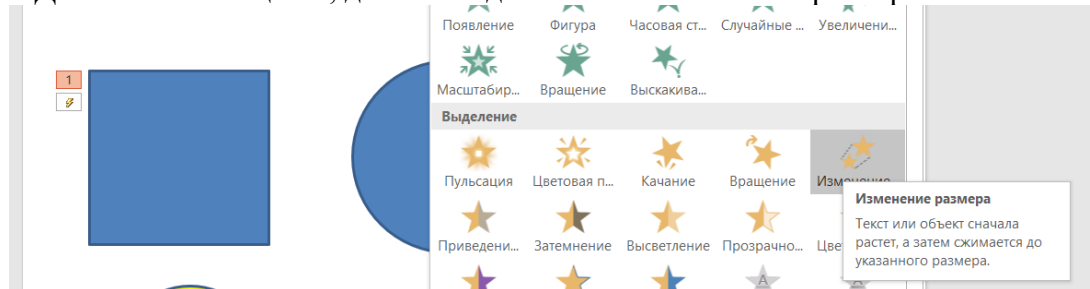 Появление Фигура Часовая ст... Случайные ... Увеличени...
1
Масштабир... Вращение Выскакива...
Выделение
Пульсация Цветовая п... Качание Вращение Изменение
Изменение размера
Текст или объект сначала
растет, а затем сжимается до
указанного размера.
Приведени... Затемнение Высветление Прозрачно... Цве